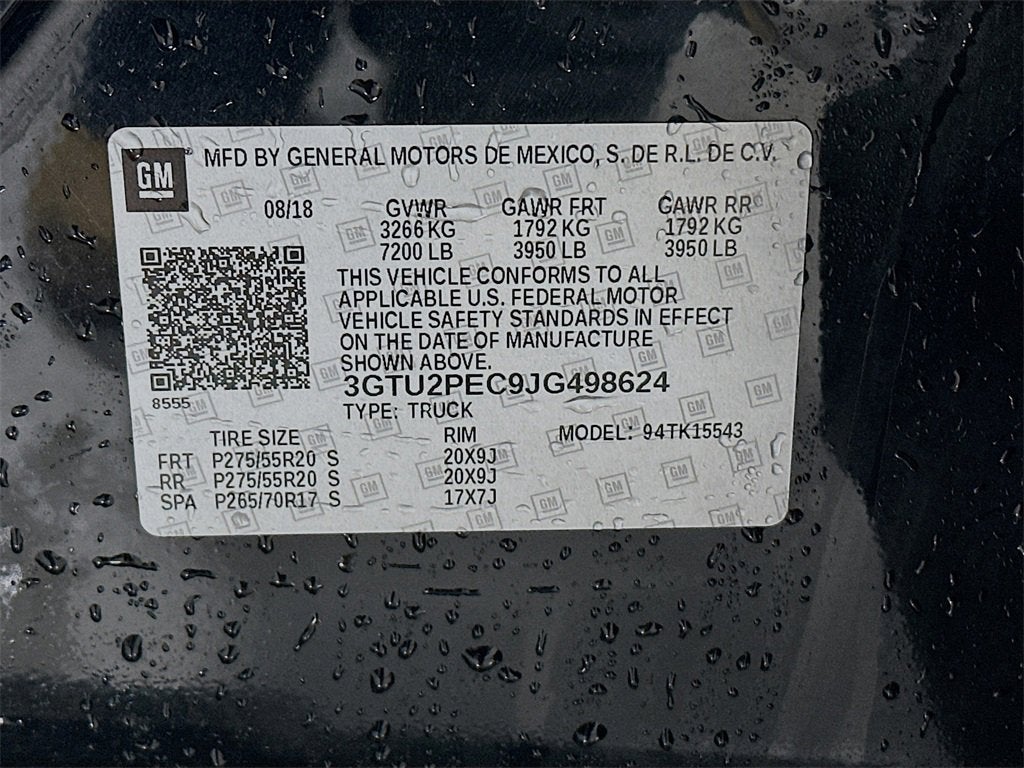 GM
MFD BY GENERAL MOTORS DE MEXICO, S. DE R.L. DE C.V.
08/18 GVWR GAWR FRT GAWR RR
3266 KG 1792 KG 1792 KG
7200 LB 3950 LB 3950 LB
THIS VEHICLE CONFORMS TO ALL
APPLICABLE U.S. FEDERAL MOTOR
VEHICLE SAFETY STANDARDS IN EFFECT
ON THE DATE OF MANUFACTURE
SHOWN ABOVE.
3GTU2PEC9JG498624
8555
TYPE: TRUCK
TIRE SIZE RIM MODEL: 94TK15543
FRT P275/55R20 S 20X9J
RR P275/55R20 S 20X9J
SPA P265/70R17 S 17X7J